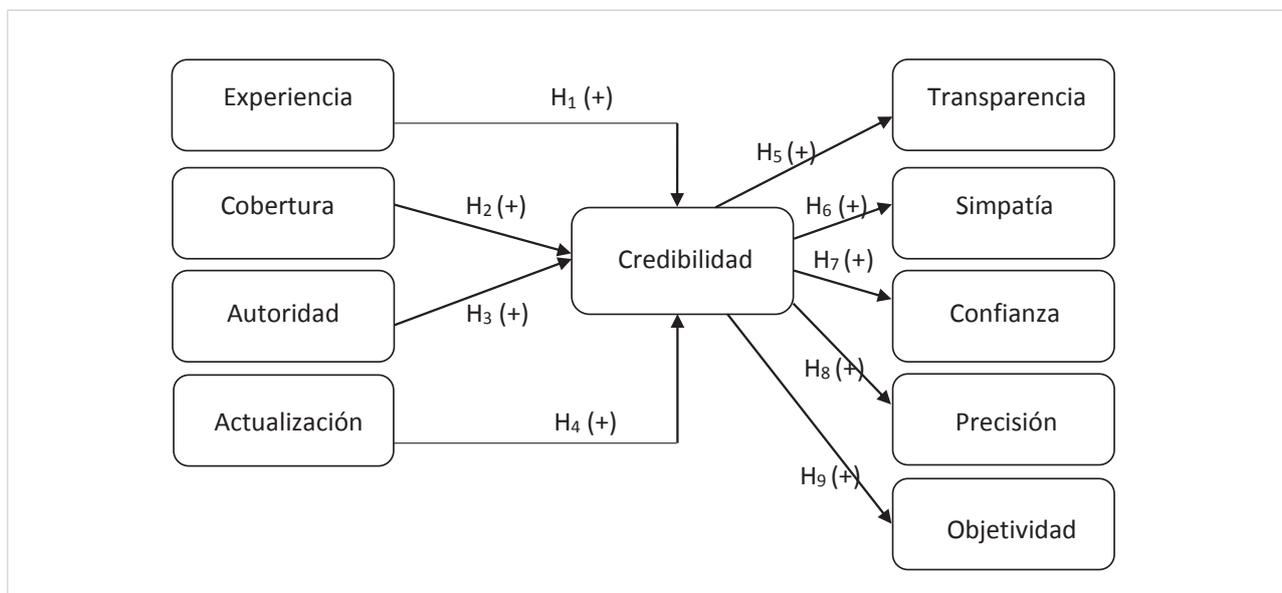 Experiencia
H₁ (+)
Transparencia
H₅ (+)
Cobertura
H₂ (+)
H₆ (+)
Simpatía
Credibilidad
H₇ (+)
Autoridad
H₃ (+)
Confianza
H₈ (+)
Actualización
H₄ (+)
Precisión
H₉ (+)
Objetividad